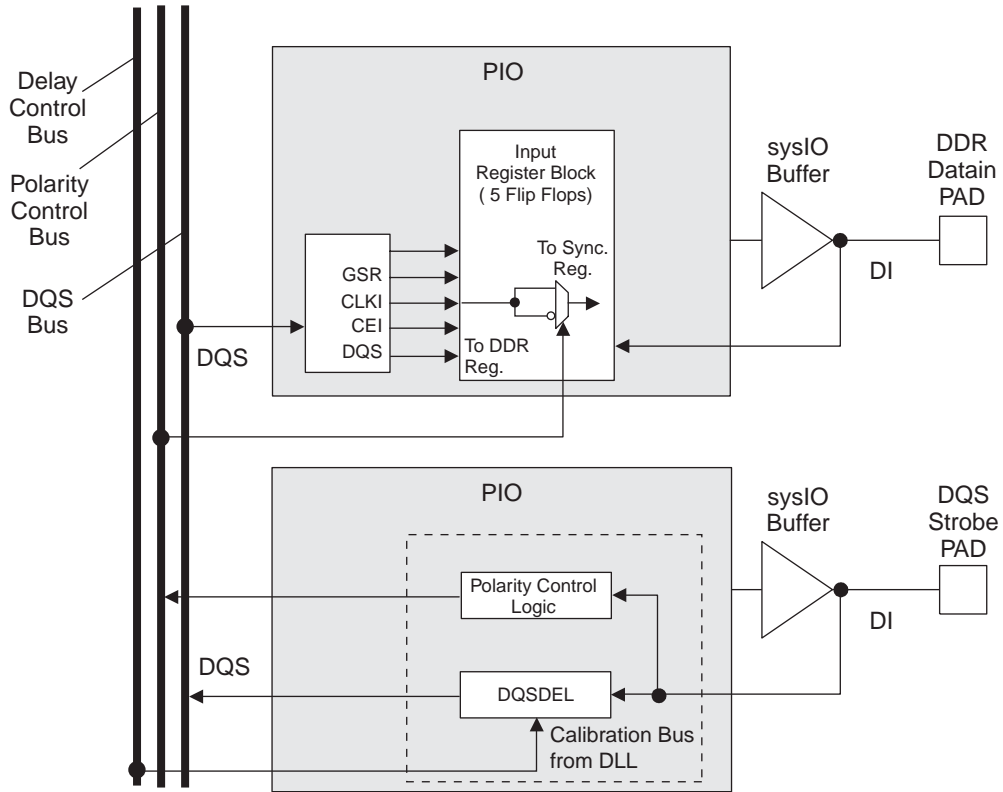 Delay
Control
Bus
Polarity
Control
Bus
DQS
Bus
PIO
Input
Register Block
( 5 Flip Flops)
To Sync.
Reg.
GSR
CLKI
CEI
DQS
To DDR
Reg.
DQS
sysIO
Buffer
DDR
Datain
PAD
DI
PIO
Polarity Control
Logic
DQS
DQSDEL
Calibration Bus
from DLL
sysIO
Buffer
DQS
Strobe
PAD
DI